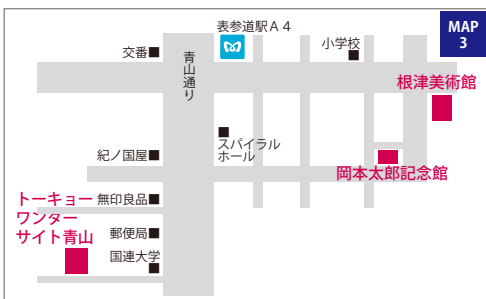 表参道駅A4
MAP
3
交番
小学校
青山通り
根津美術館
スパイラル
ホール
紀ノ国屋
岡本太郎記念館
トーキョー
ワンダー
サイト青山
無印良品
郵便局
国連大学